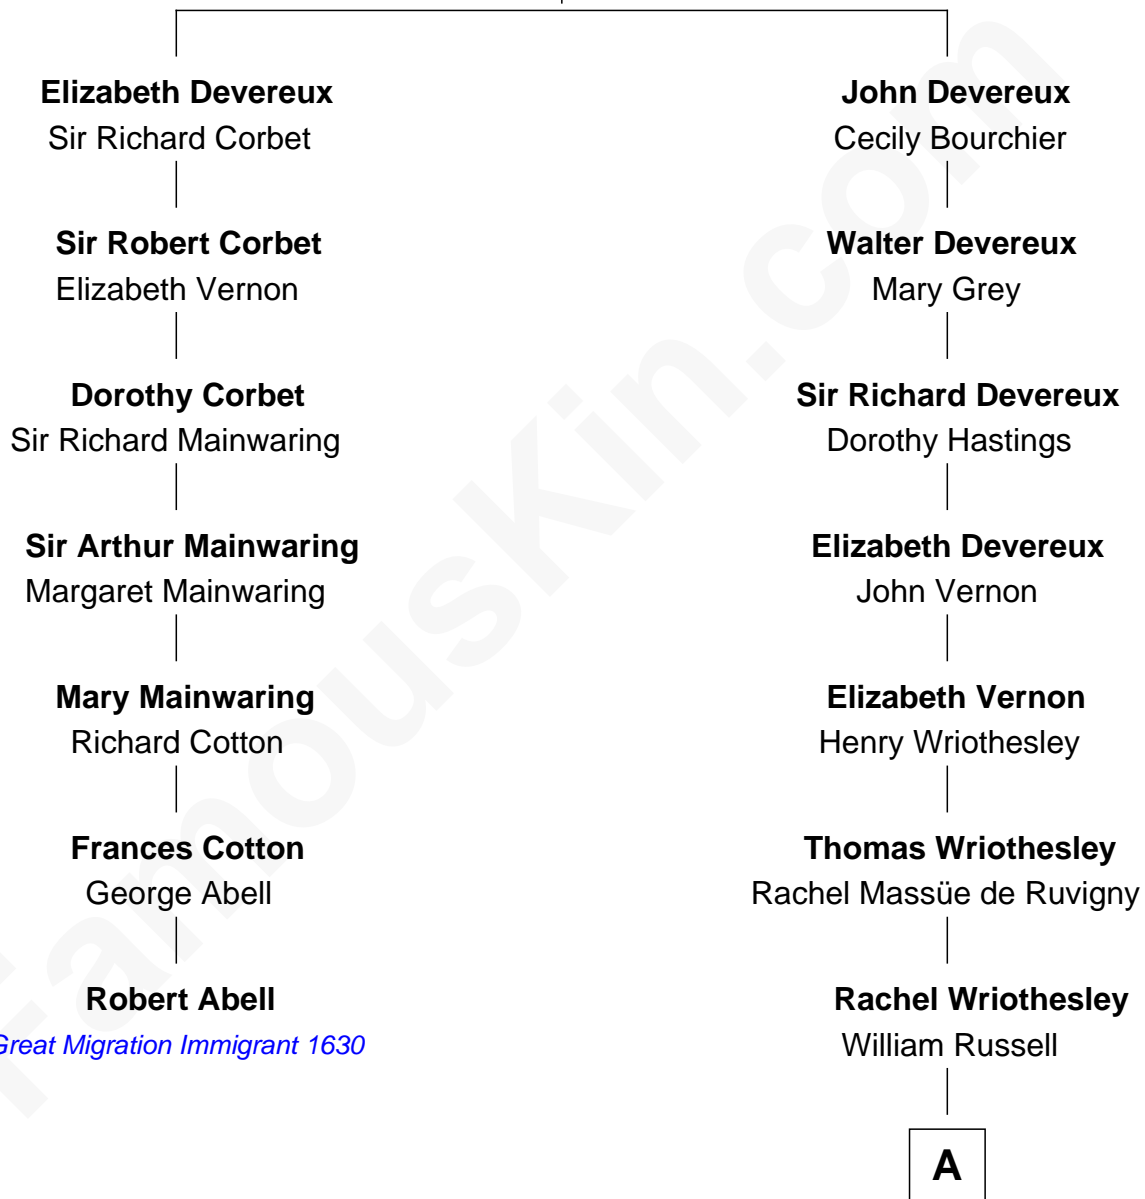 Elizabeth Devereux
Sir Richard Corbet
Sir Robert Corbet
Elizabeth Vernon
Dorothy Corbet
Sir Richard Mainwaring
Sir Arthur Mainwaring
Margaret Mainwaring
Mary Mainwaring
Richard Cotton
Frances Cotton
George Abell
Robert Abell
Great Migration Immigrant 1630
John Devereux
Cecily Bourchier
Walter Devereux
Mary Grey
Sir Richard Devereux
Dorothy Hastings
Elizabeth Devereux
John Vernon
Elizabeth Vernon
Henry Wriothesley
Thomas Wriothesley
Rachel Massüe de Ruvigny
Rachel Wriothesley
William Russell
A
FamousKin.com